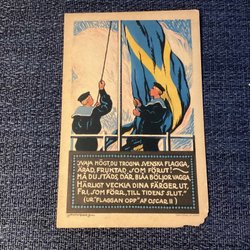 SVAJA HÖGT, DU TROGNA SVENSKA FLAGGA,
ÄRAD, FRUKTAD, SOM FÖRUT!
MÅ DU STÄDS, DÄR BLÅA BÖLJOR VAGGA,
HÄRLIGT VECKLA DINA FÄRGER UT,
FRI, SOM FÖRR, TILL TIDENS SLUT!
(UR "FLAGGAN OPP" AF OSCAR II)